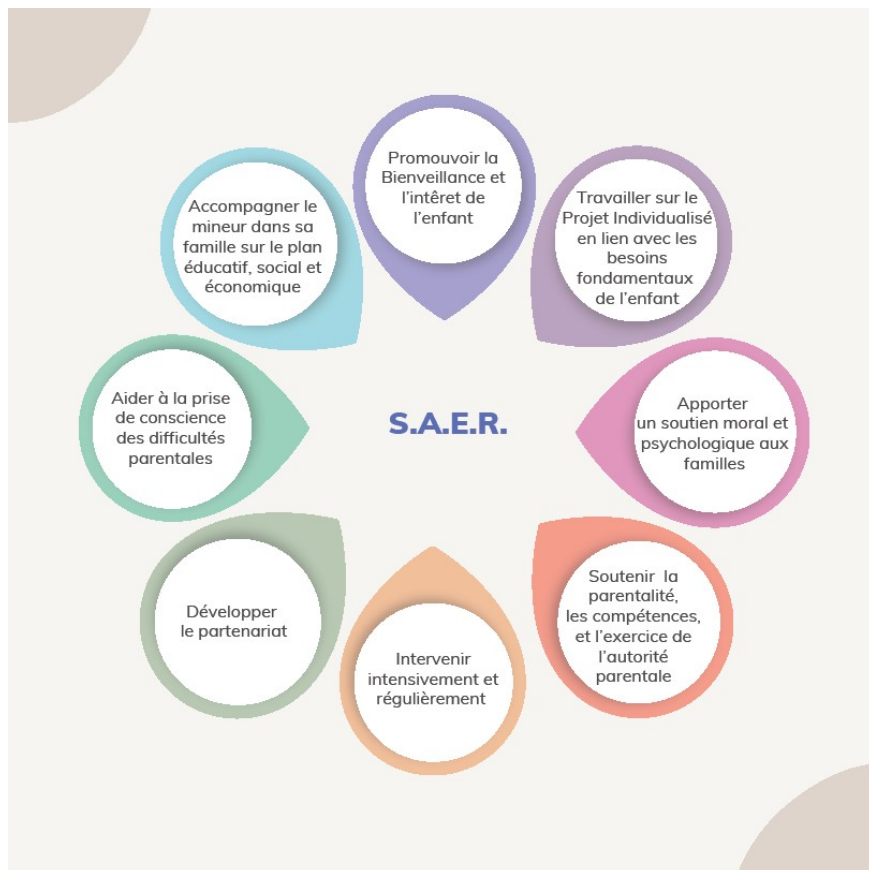 Promouvoir la
Bienveillance et
l'intêret de
l'enfant
Travailler sur le
Projet Individualisé
en lien avec les
besoins
fondamentaux
de l'enfant
Apporter
un soutien moral et
psychologique aux
familles
Soutenir la
parentalité,
les compétences,
et l'exercice de
l'autorité
parentale
Intervenir
intensivement et
régulièrement
Développer
le partenariat
Aider à la prise
de conscience
des difficultés
parentales
Accompagner le
mineur dans sa
famille sur le plan
éducatif, social et
économique
S.A.E.R.